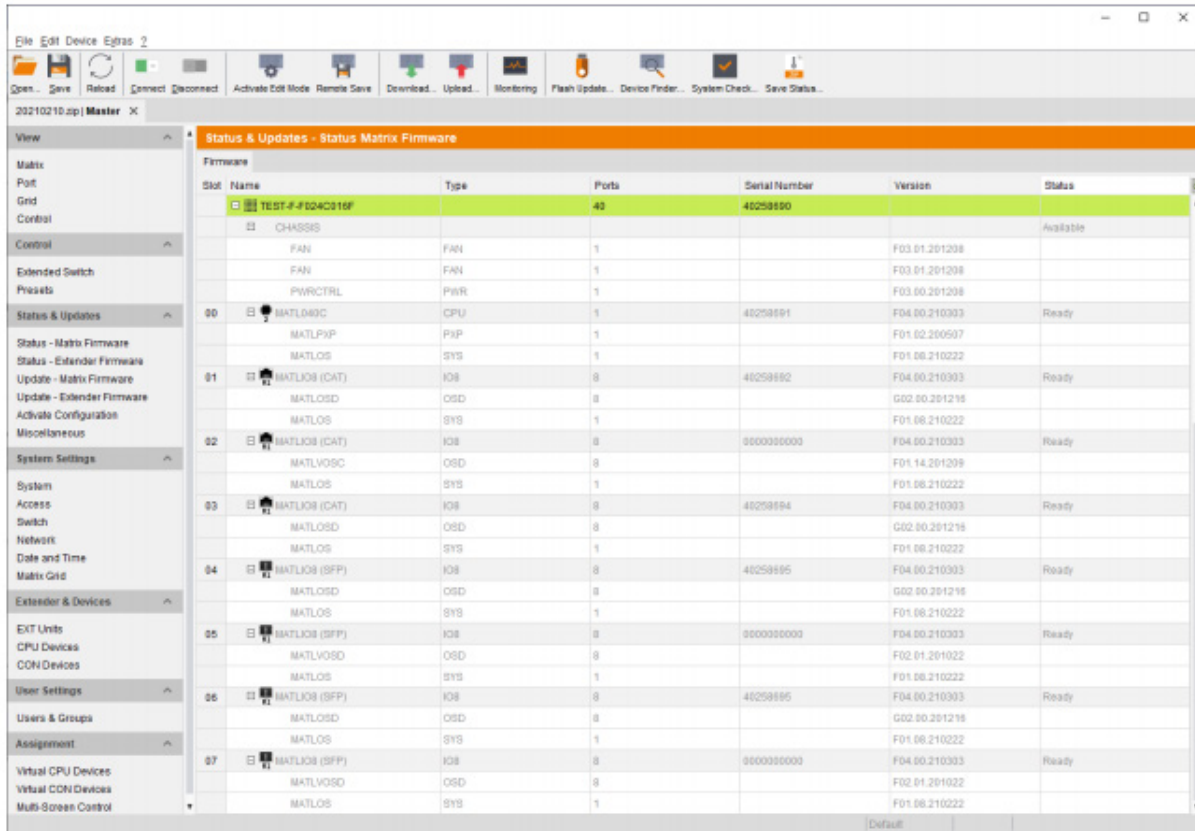 File Edit Device Extras ?
Open... Save Reload Connect Disconnect Activate Edit Mode Remote Save Download... Upload... Monitoring Flash Update... Device Finder... System Check... Save Status...
20210210.zip | Master
View
Matrix
Port
Grid
Control
Control
Extended Switch
Presets
Status & Updates
Status - Matrix Firmware
Status - Extender Firmware
Update - Matrix Firmware
Update - Extender Firmware
Activate Configuration
Miscellaneous
System Settings
System
Access
Switch
Network
Date and Time
Matrix Grid
Extender & Devices
EXT Units
CPU Devices
CON Devices
User Settings
Users & Groups
Assignment
Virtual CPU Devices
Virtual CON Devices
Multi-Screen Control
Status & Updates - Status Matrix Firmware
Firmware
Slot Name Type Ports Serial Number Version Status
TEST-F-F024C016F 40 40258690
CHASSIS Available
FAN FAN 1 F03.01.201208
FAN FAN 1 F03.01.201208
PWRCTRL PWR 1 F03.00.201208
00 MATL040C CPU 1 40258691 F04.00.210303 Ready
MATLPXP PXP 1 F01.02.200507
MATLOS SYS 1 F01.08.210222
01 MATLIO8 (CAT) IO8 8 40258692 F04.00.210303 Ready
MATLOSD OSD 8 G02.00.201216
MATLOS SYS 1 F01.08.210222
02 MATLIO8 (CAT) IO8 8 0000000000 F04.00.210303 Ready
MATLVOSC OSD 8 F01.14.201209
MATLOS SYS 1 F01.08.210222
03 MATLIO8 (CAT) IO8 8 40258694 F04.00.210303 Ready
MATLOSD OSD 8 G02.00.201216
MATLOS SYS 1 F01.08.210222
04 MATLIO8 (SFP) IO8 8 40258695 F04.00.210303 Ready
MATLOSD OSD 8 G02.00.201216
MATLOS SYS 1 F01.08.210222
05 MATLIO8 (SFP) IO8 8 0000000000 F04.00.210303 Ready
MATLVOSD OSD 8 F02.01.201022
MATLOS SYS 1 F01.08.210222
06 MATLIO8 (SFP) IO8 8 40258695 F04.00.210303 Ready
MATLOSD OSD 8 G02.00.201216
MATLOS SYS 1 F01.08.210222
07 MATLIO8 (SFP) IO8 8 0000000000 F04.00.210303 Ready
MATLVOSD OSD 8 F02.01.201022
MATLOS SYS 1 F01.08.210222
Default